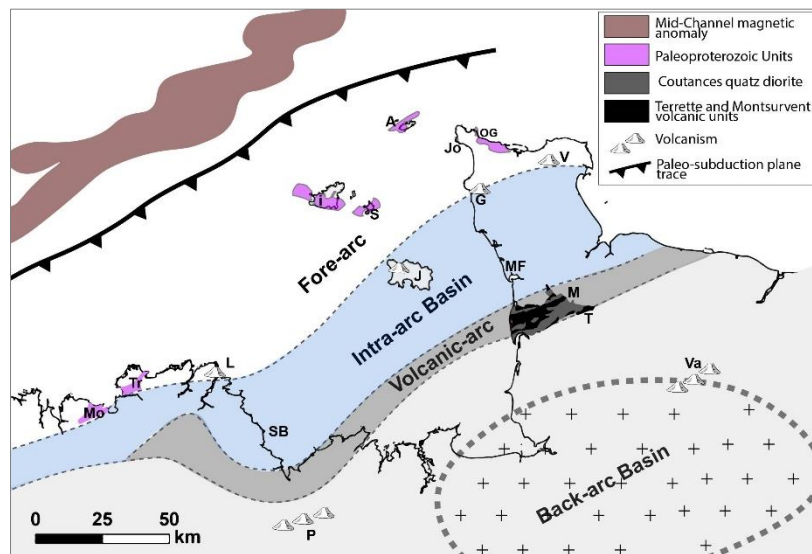 Mid-Channel magnetic
anomaly
Paleoproterozoic Units
Coutances quatz diorite
Terrette and Montsurvent
volcanic units
Volcanism
Paleo-subduction plane
trace
A
OG
Jo
V
i
S
G
Fore-arc
J
MF
Intra-arc Basin
M
T
Volcanic-arc
L
Tr
Mo
Va
SB
Back-arc Basin
P
0 25 50
km